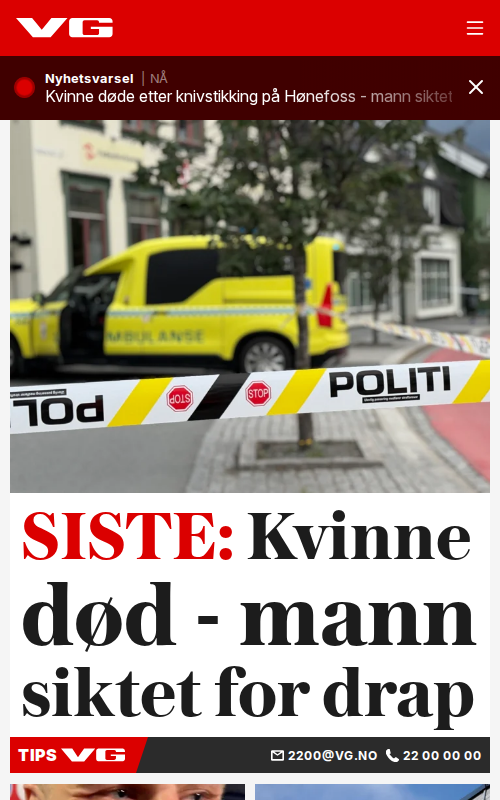 VG
Nyhetsvarsel | NÅ
Kvinne døde etter knivstikking på Hønefoss - mann siktet
AMBULANSE
POLITI
POLITI
STOP
STOP
SISTE: Kvinne
død - mann
siktet for drap
TIPS VG
2200@VG.NO 22 00 00 00